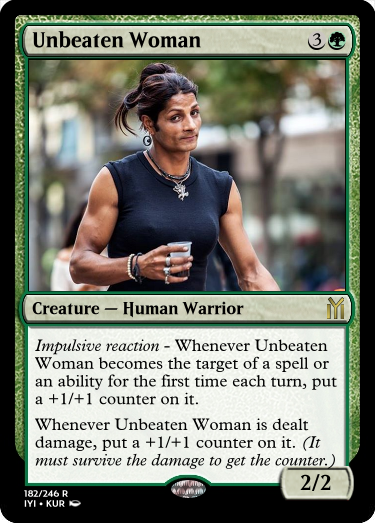 Unbeaten Woman 3
Creature — Human Warrior
Impulsive reaction - Whenever Unbeaten
Woman becomes the target of a spell or
an ability for the first time each turn, put
a +1/+1 counter on it.
Whenever Unbeaten Woman is dealt
damage, put a +1/+1 counter on it. (It
must survive the damage to get the counter.)
2/2
182/246 R
IYI • KUR